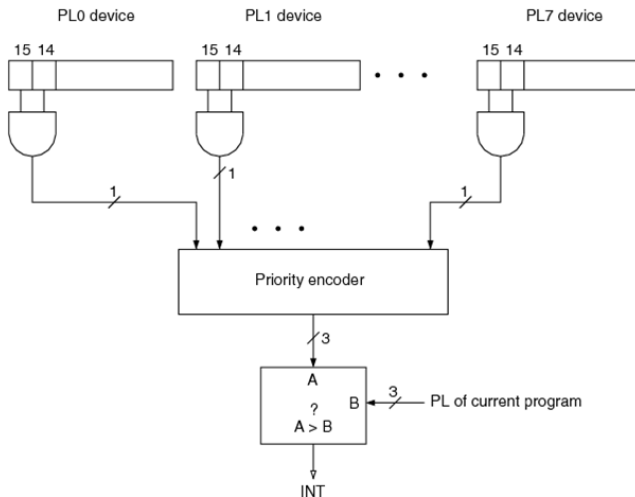 PL0 device
PL1 device
PL7 device
15 14
15 14
15 14
1
1
1
Priority encoder
3
A
?
A > B
B
3
PL of current program
INT